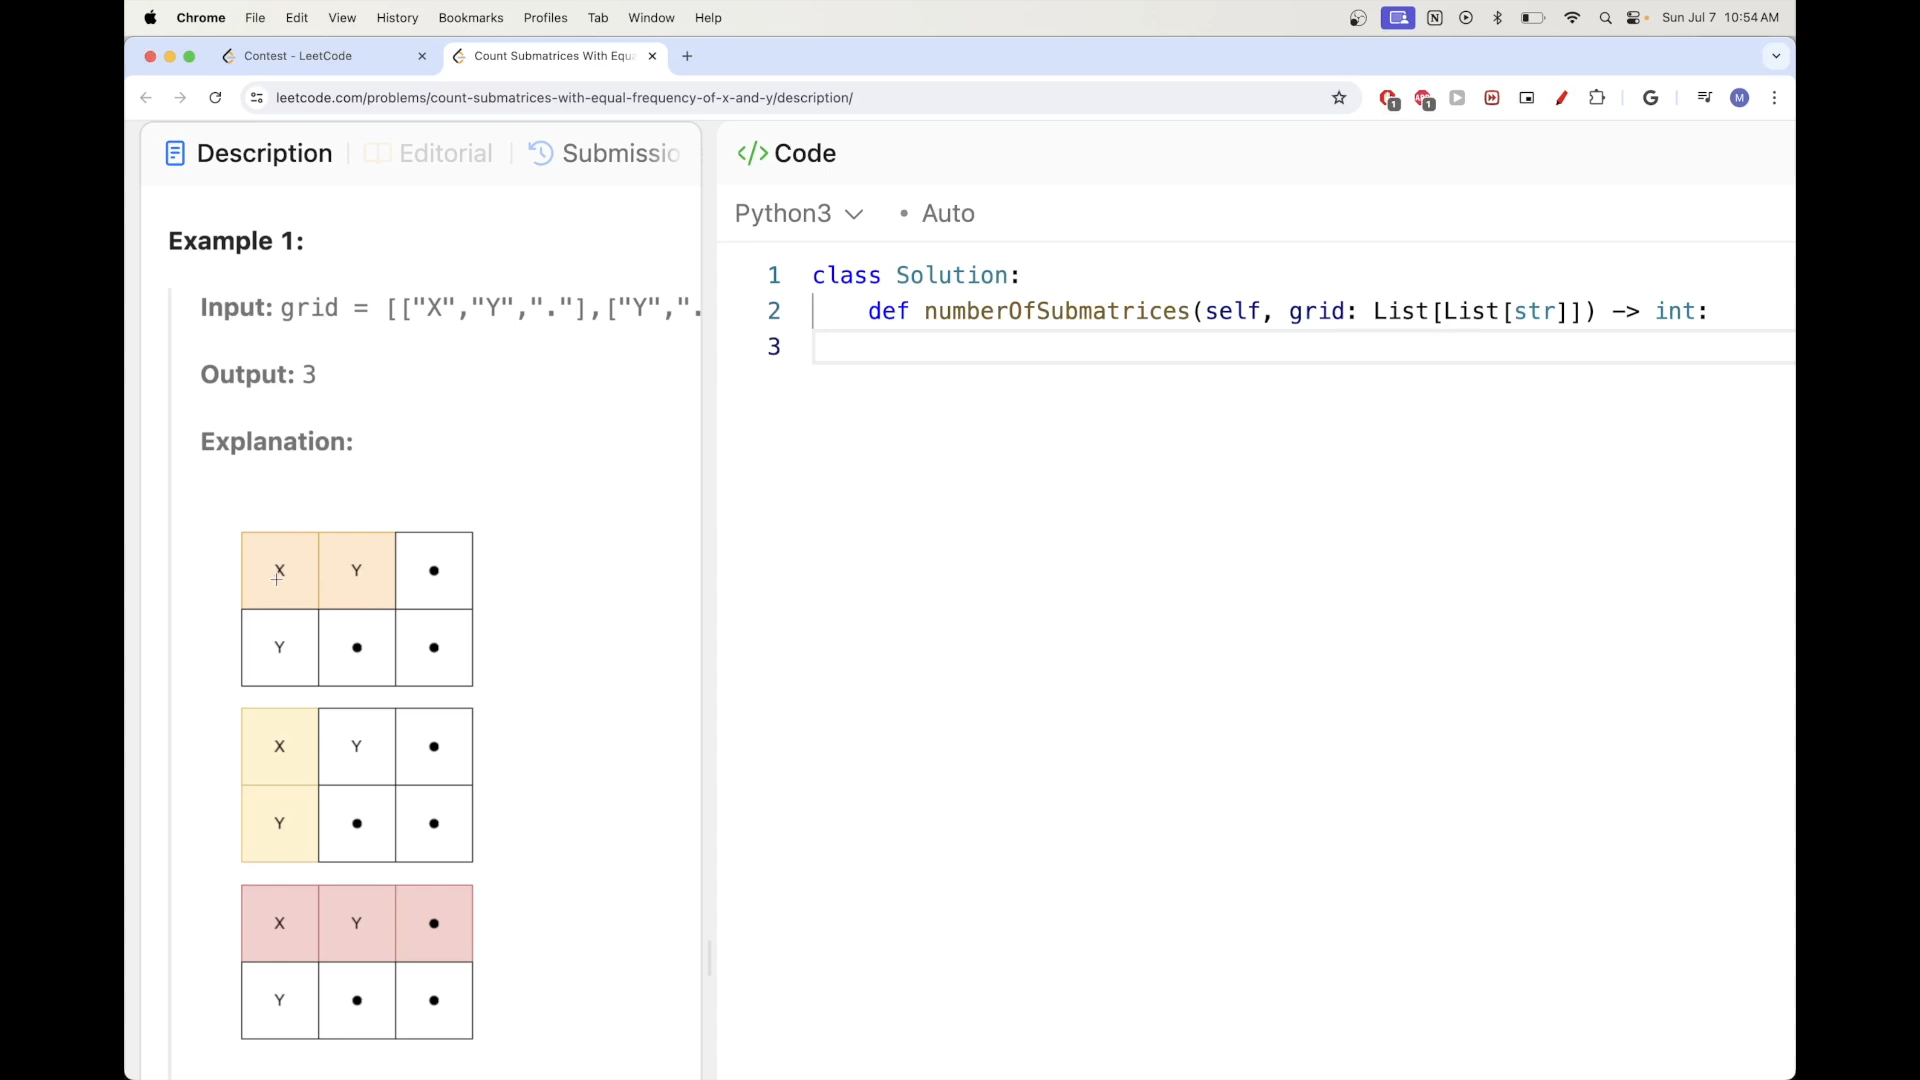 Chrome File Edit View History Bookmarks Profiles Tab Window Help Sun Jul 7 10:54 AM
Contest - LeetCode Count Submatrices With Equa
leetcode.com/problems/count-submatrices-with-equal-frequency-of-x-and-y/description/
Description Editorial Submissio
</> Code
Python3 • Auto
Example 1:
Input: grid = [["X","Y","."],["Y",".
Output: 3
Explanation:
X Y •
Y • •
X Y •
Y • •
X Y •
Y • •
1 class Solution:
2 def numberOfSubmatrices(self, grid: List[List[str]]) -> int:
3